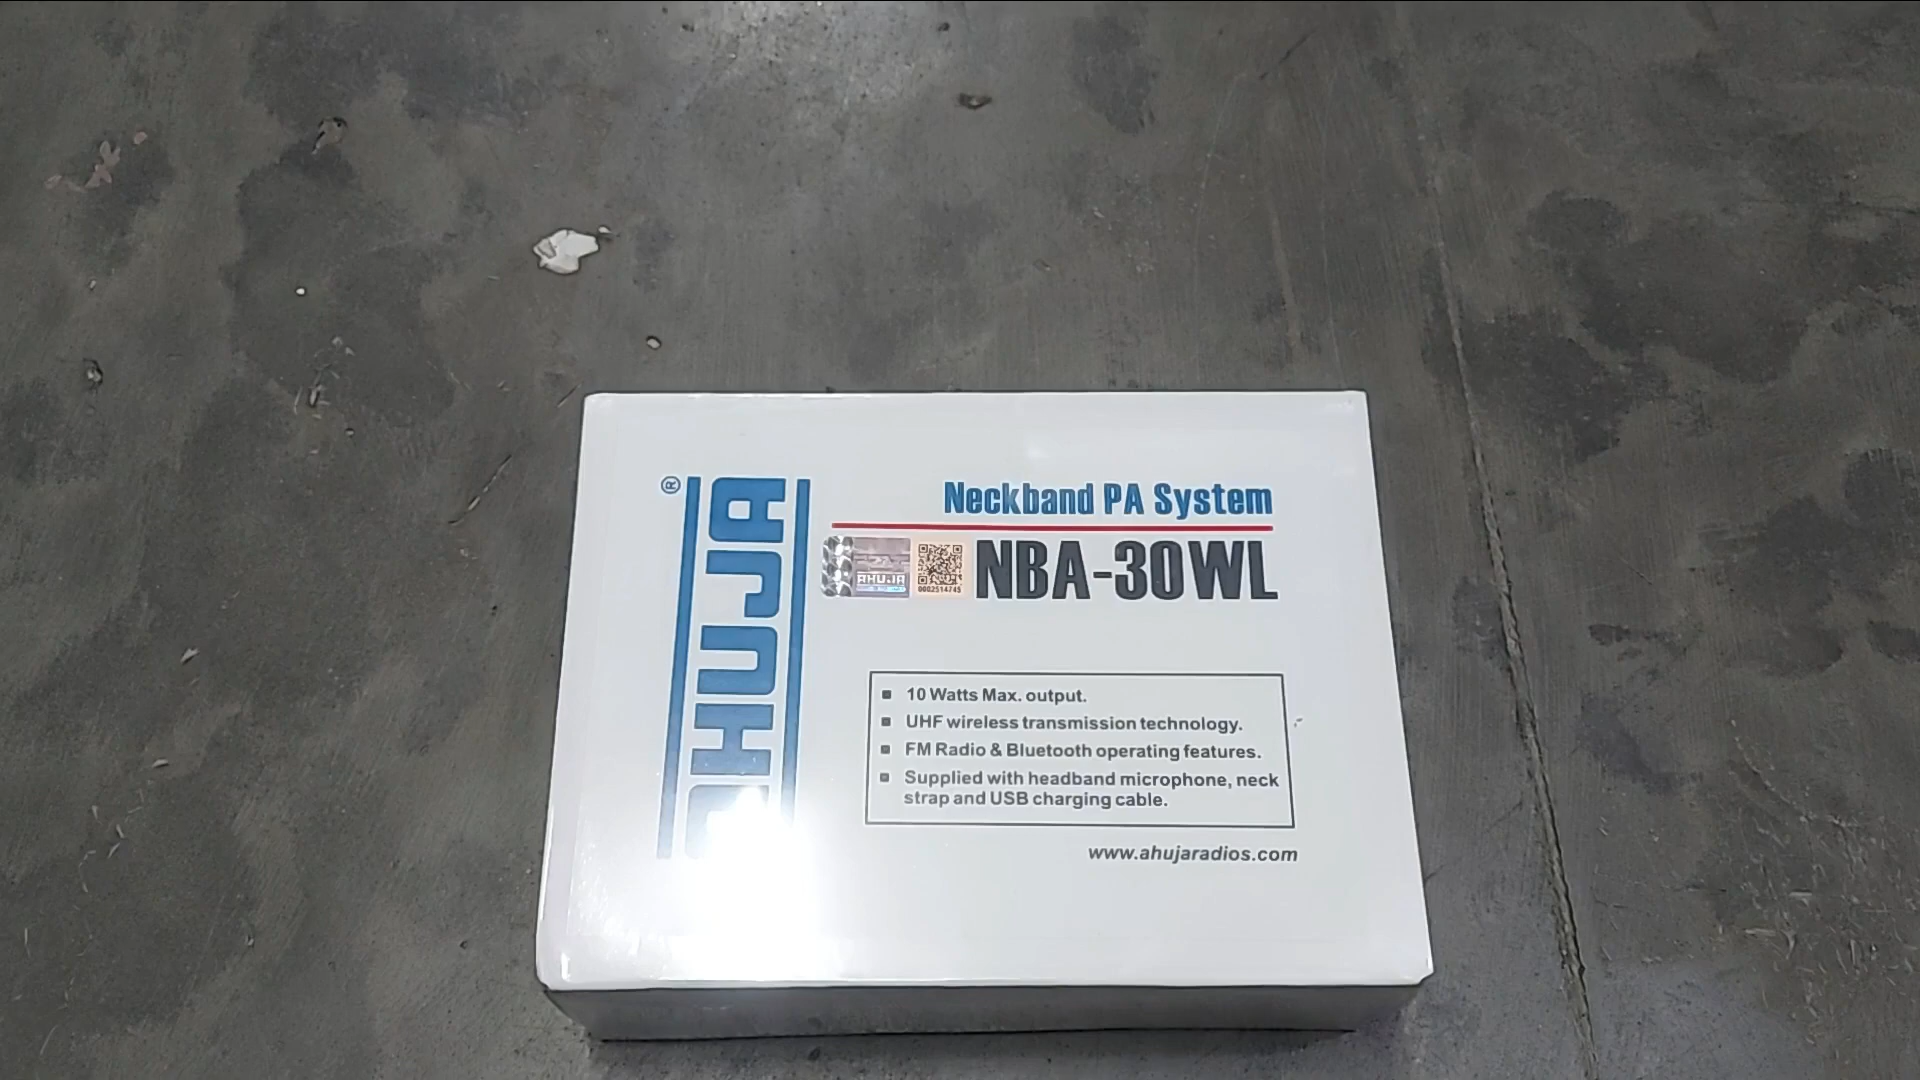 AHUJA®
Neckband PA System
NBA-30WL
AHUJA
0602514745
10 Watts Max. output.
UHF wireless transmission technology.
FM Radio & Bluetooth operating features.
Supplied with headband microphone, neck
strap and USB charging cable.
www.ahujaradios.com